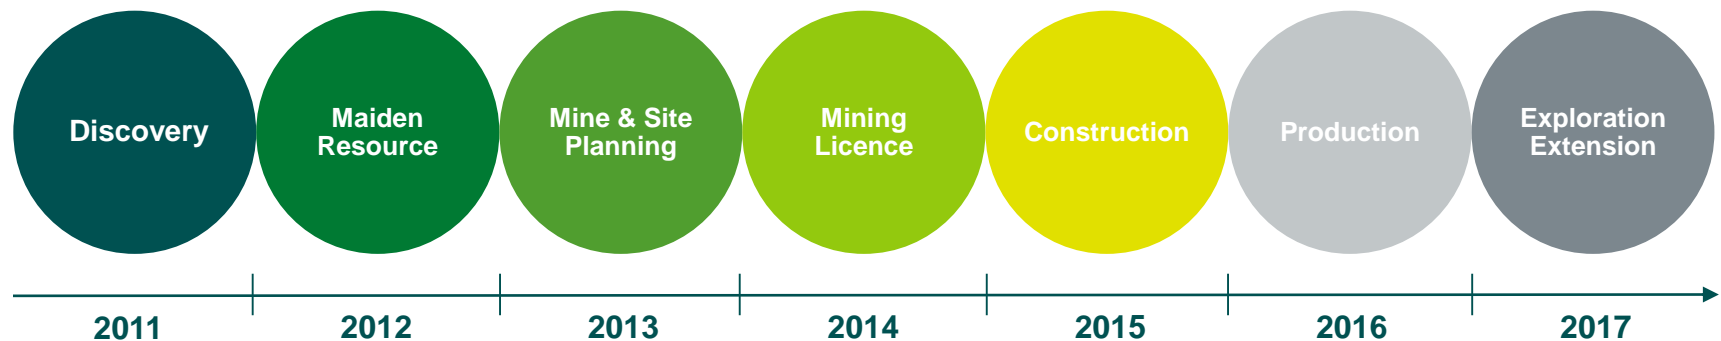 Discovery
Maiden
Resource
Mine & Site
Planning
Mining
Licence
Construction
Production
Exploration
Extension
2011
2012
2013
2014
2015
2016
2017